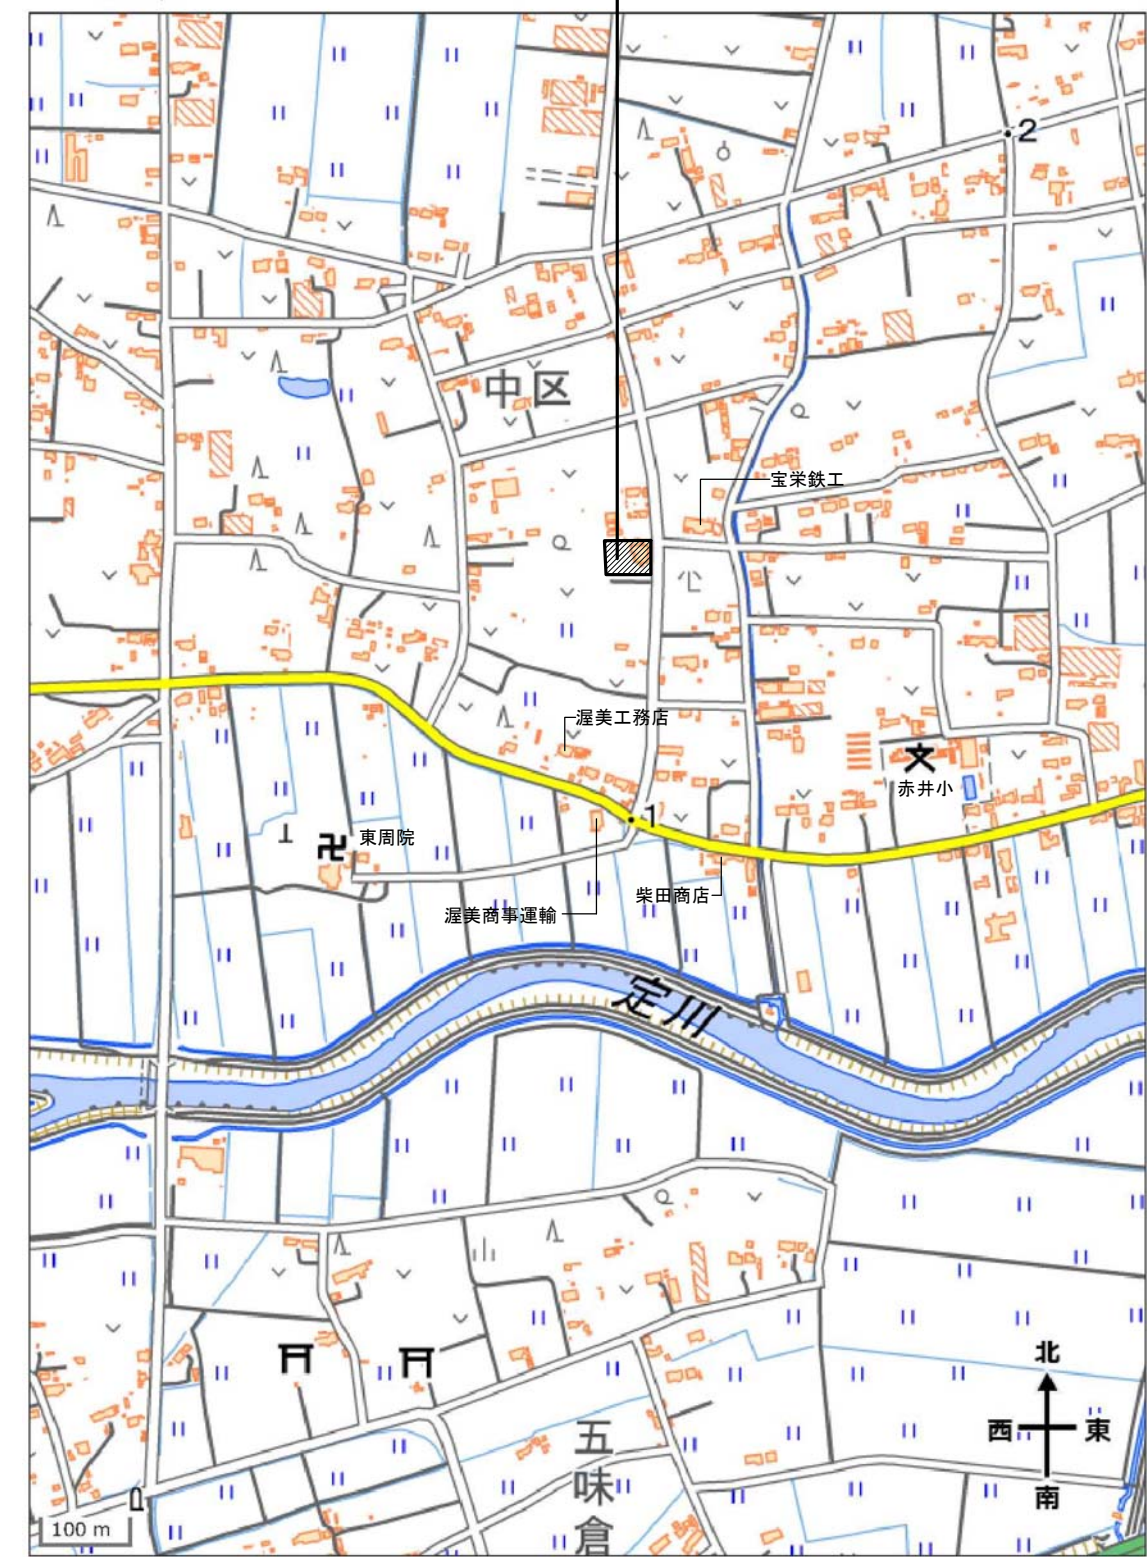 2
中区
宝栄鉄工
渥美工務店
文
赤井小
1
東周院
柴田商店
渥美商事運輸
定川
北
西 東
南
五味倉
100 m